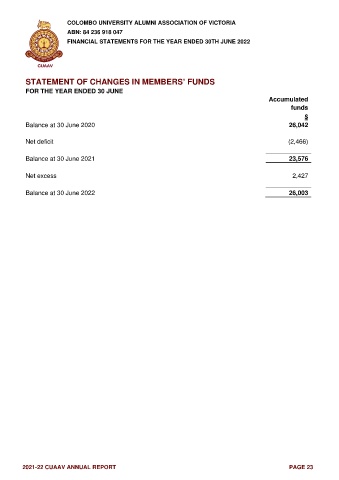 COLOMBO UNIVERSITY ALUMNI ASSOCIATION OF VICTORIA
ABN: 84 236 918 047
FINANCIAL STATEMENTS FOR THE YEAR ENDED 30TH JUNE 2022
CUAAV
STATEMENT OF CHANGES IN MEMBERS' FUNDS
FOR THE YEAR ENDED 30 JUNE
Accumulated
funds
$
Balance at 30 June 2020 26,042
Net deficit (2,466)
Balance at 30 June 2021 23,576
Net excess 2,427
Balance at 30 June 2022 26,003
2021-22 CUAAV ANNUAL REPORT PAGE 23